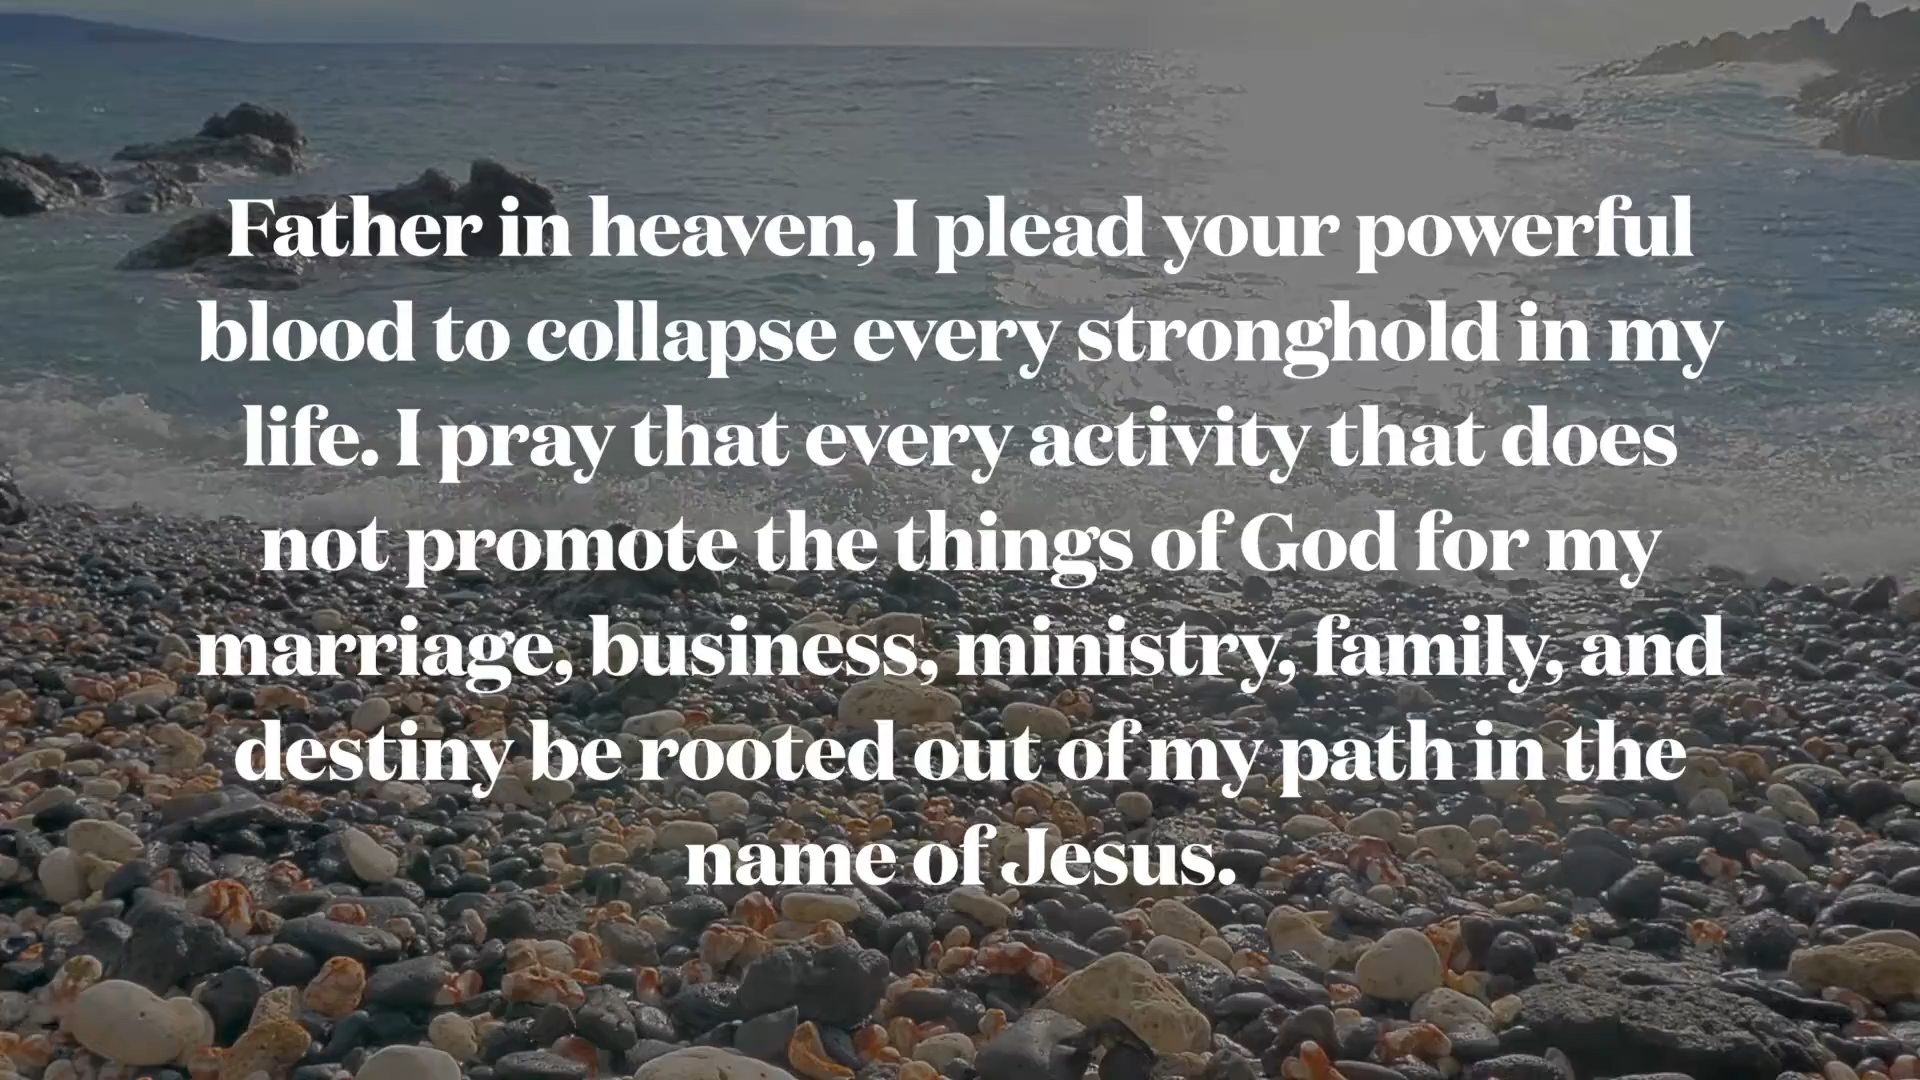 Father in heaven, I plead your powerful
blood to collapse every stronghold in my
life. I pray that every activity that does
not promote the things of God for my
marriage, business, ministry, family, and
destiny be rooted out of my path in the
name of Jesus.